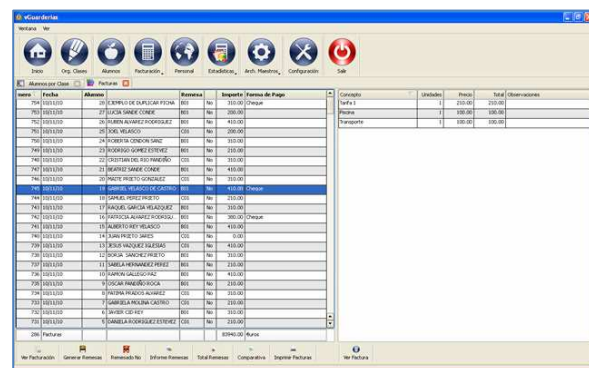 eGuarderias
Ventana Ver
Inicio Org. Clases Alumnos Facturación Personal Estadísticas Arch. Maestros Configuración Salir
Alumnos por Clase Facturas
mero Fecha Alumno Remesa Importe Forma de Pago
754 10/11/10 28 EJEMPLO DE DUPLICAR FICHA B01 No 310.00 Cheque
753 10/11/10 27 LUCIA SANDE CONDE B01 No 200.00
752 10/11/10 26 RUBEN ALVAREZ RODRIGUEZ B01 No 410.00
751 10/11/10 25 JOEL VELASCO C01 No 200.00
750 10/11/10 24 ROBERTA CENDON SANZ B01 No 310.00
749 10/11/10 23 RODRIGO GOMEZ ESTEVEZ B01 No 210.00
748 10/11/10 22 CRISTIAN DEL RIO PANDIÑO C01 No 310.00
747 10/11/10 21 BEATRIZ SANDE CONDE B01 No 410.00
746 10/11/10 20 MAITE PRIETO GONZALEZ C01 No 310.00
745 10/11/10 19 GABRIEL VELASCO DE CASTRO B01 No 410.00 Cheque
744 10/11/10 18 SAMUEL PEREZ PRIETO C01 No 210.00
743 10/11/10 17 RAQUEL GARCIA VELAZQUEZ B01 No 310.00
742 10/11/10 16 PATRICIA ALVAREZ RODRIGU... B01 No 380.00 Cheque
741 10/11/10 15 ALBERTO REY VELASCO B01 No 410.00
740 10/11/10 14 JUAN PRIETO JARES C01 No 0.00
739 10/11/10 13 JESUS VAZQUEZ IGLESIAS C01 No 410.00
738 10/11/10 12 BORJA SANCHEZ PRIETO B01 No 310.00
737 10/11/10 11 SABELA HERNANDEZ PEREZ C01 No 210.00
736 10/11/10 10 RAMON GALLEGO PAZ B01 No 410.00
735 10/11/10 9 OSCAR PANDIÑO ROCA B01 No 210.00
734 10/11/10 8 FATIMA PRADOS ALVAREZ C01 No 310.00
733 10/11/10 7 GABRIELA MOLINA CASTRO C01 No 210.00
732 10/11/10 6 JAVIER CID REY B01 No 310.00
731 10/11/10 5 DANIELA RODRIGUEZ ESTEVEZ C01 No 210.00
286 Facturas 83940.00 €uros
Concepto Unidades Precio Total Observaciones
Tarifa 1 1 210.00 210.00
Piscina 1 100.00 100.00
Transporte 1 100.00 100.00
Ver Facturación Generar Remesas Remesado No Informe Remesas Total Remesas Comparativa Imprimir Facturas Ver Factura